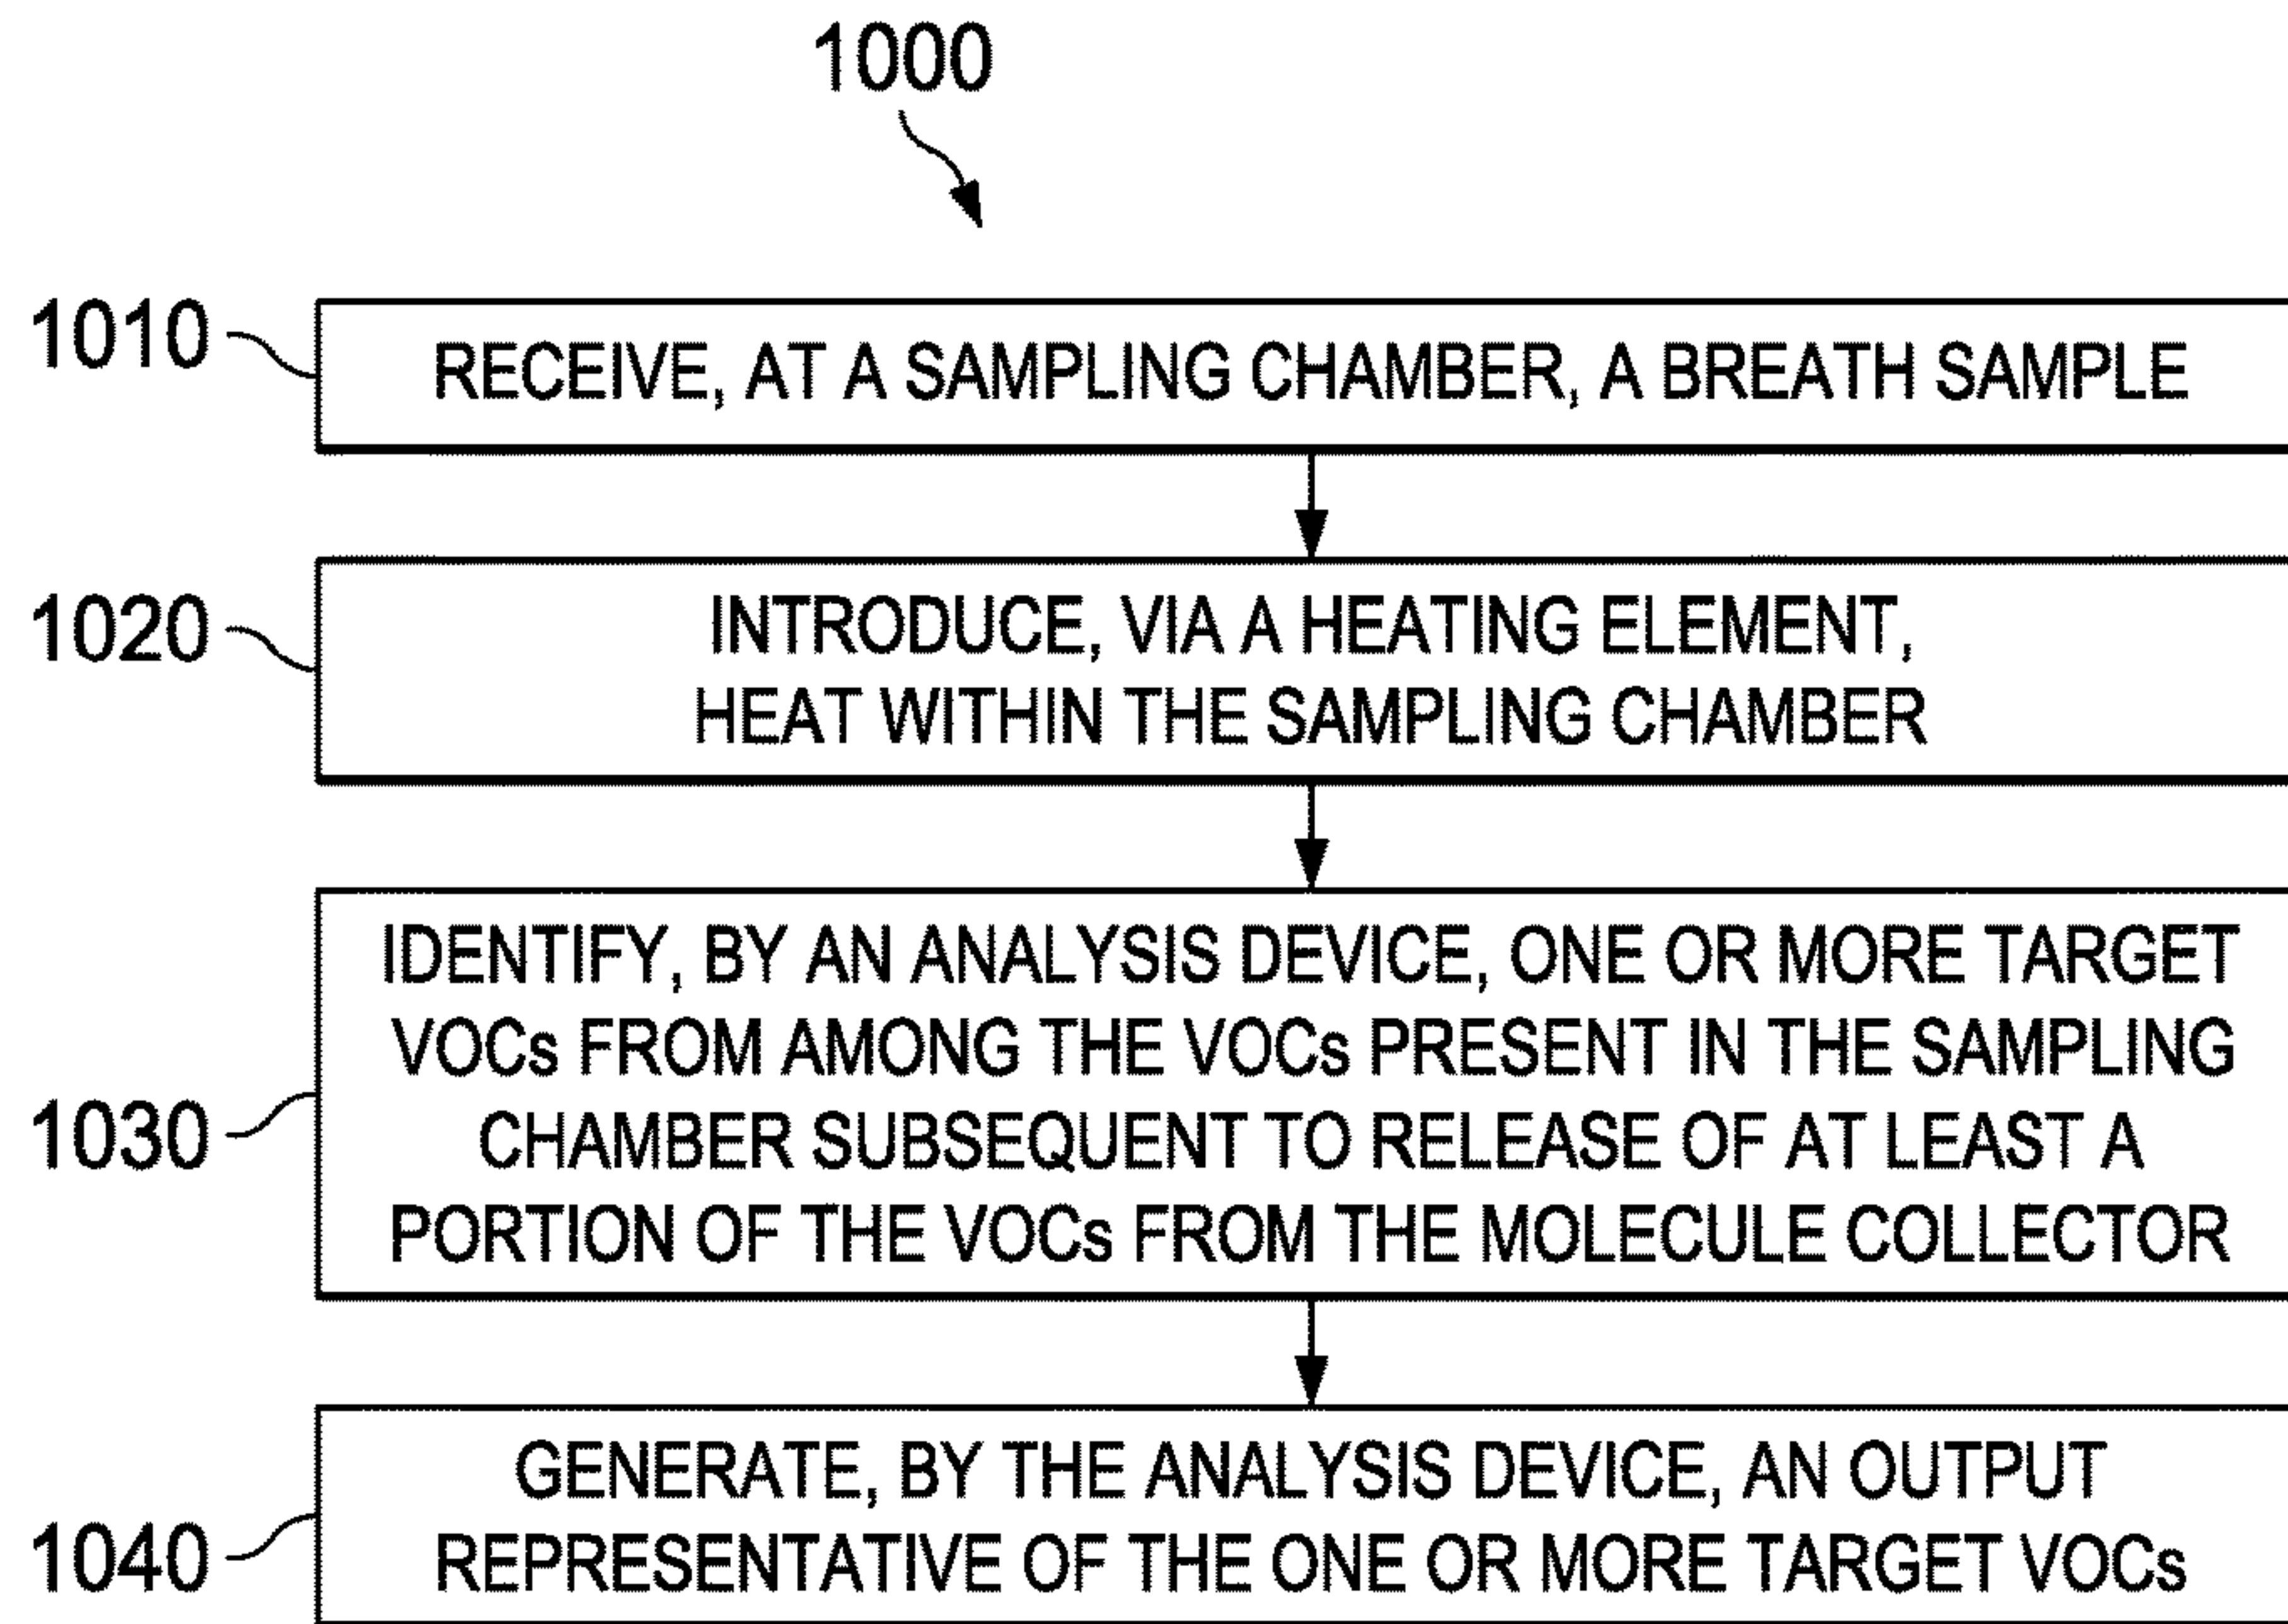 1000
1010
RECEIVE, AT A SAMPLING CHAMBER, A BREATH SAMPLE
1020
INTRODUCE, VIA A HEATING ELEMENT,
HEAT WITHIN THE SAMPLING CHAMBER
1030
IDENTIFY, BY AN ANALYSIS DEVICE, ONE OR MORE TARGET
VOCs FROM AMONG THE VOCs PRESENT IN THE SAMPLING
CHAMBER SUBSEQUENT TO RELEASE OF AT LEAST A
PORTION OF THE VOCs FROM THE MOLECULE COLLECTOR
1040
GENERATE, BY THE ANALYSIS DEVICE, AN OUTPUT
REPRESENTATIVE OF THE ONE OR MORE TARGET VOCs